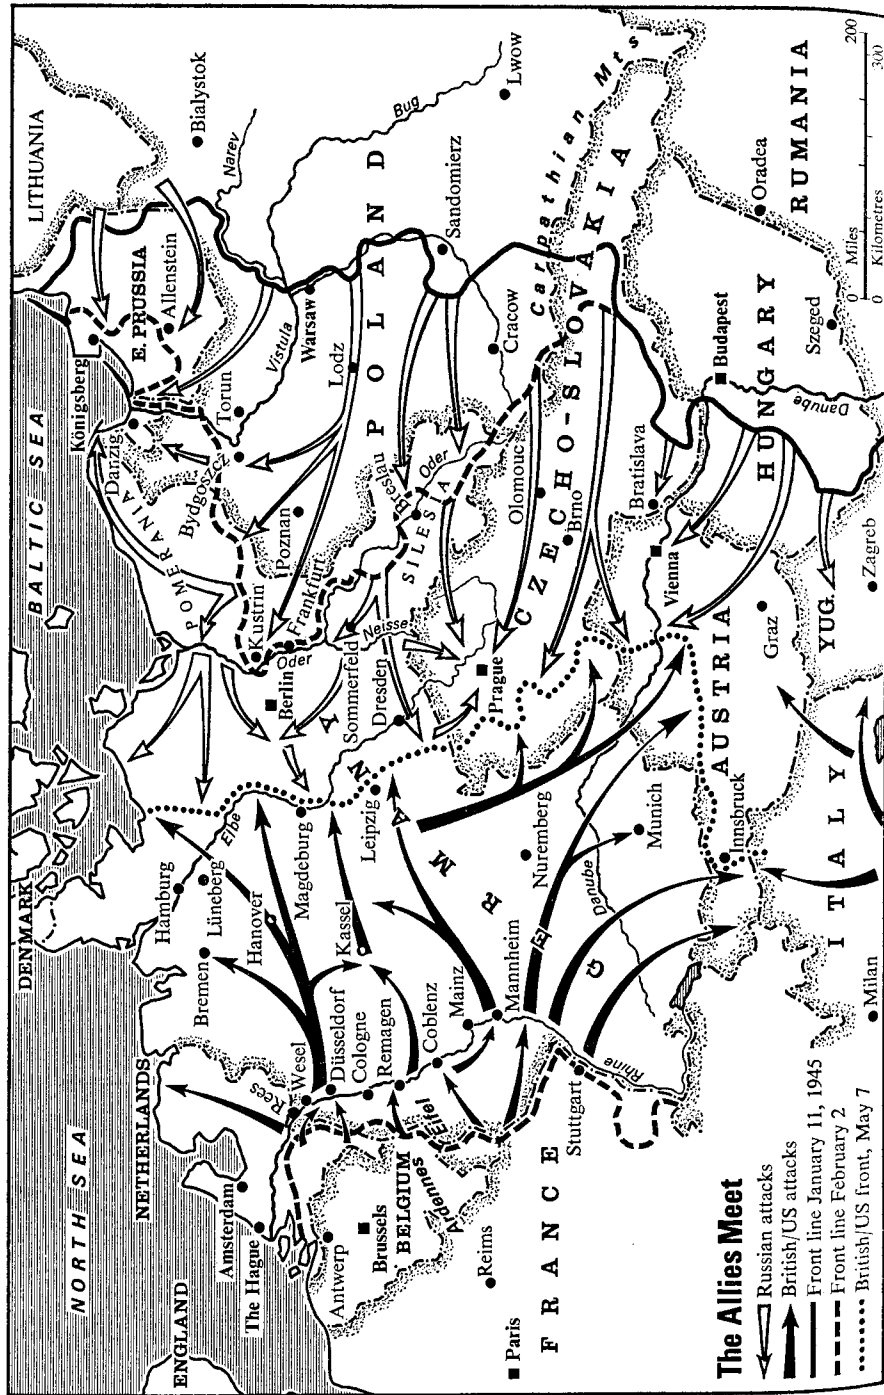 NORTH SEA
BALTIC SEA
ENGLAND
NETHERLANDS
DENMARK
LITHUANIA
Amsterdam
The Hague
Rees
Wesel
Bremen
Hamburg
Lüneberg
Hanover
Elbe
Magdeburg
POMERANIA
Danzig
Königsberg
E. PRUSSIA
Allenstein
Bialystok
Narev
Bydgoszcz
Torun
Vistula
Warsaw
Bug
Antwerp
Brussels
BELGIUM
Ardennes
Eifel
Düsseldorf
Cologne
Remagen
Coblenz
Mainz
Mannheim
Kassel
Leipzig
Berlin
Kustrin
Frankfurt
Oder
Poznan
Lodz
POLAND
Sandomierz
Lwow
Sommerfeld
Neisse
Dresden
Breslau
Oder
SILESIA
Cracow
Carpathian Mts
GERMANY
Reims
Paris
FRANCE
Stuttgart
Rhine
Nuremberg
Danube
Munich
Prague
CZECHO-SLOVAKIA
Olomouc
Brno
Bratislava
Vienna
Innsbruck
AUSTRIA
Graz
HUNGARY
Budapest
Danube
Szeged
Oradea
RUMANIA
YUG.
Zagreb
ITALY
Milan
The Allies Meet
Russian attacks
British/US attacks
Front line January 11, 1945
Front line February 2
British/US front, May 7
0 Miles 200
0 Kilometres 300